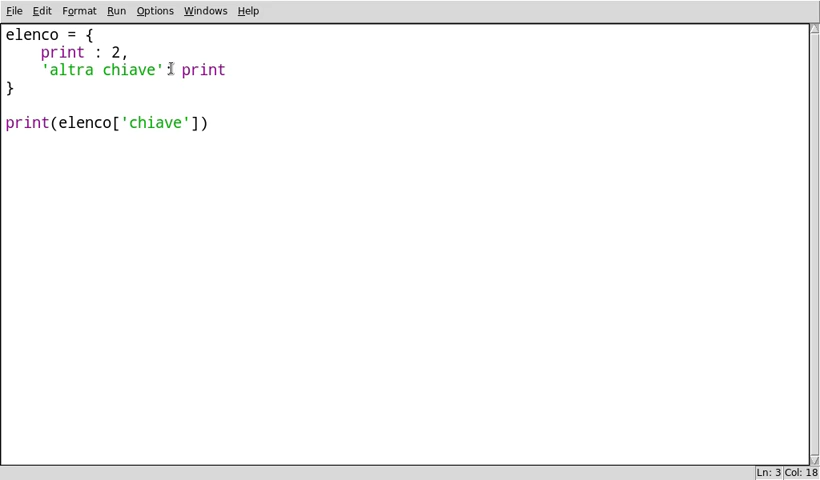 File Edit Format Run Options Windows Help
elenco = {
    print : 2,
    'altra chiave': print
}
print(elenco['chiave'])
Ln: 3 Col: 18